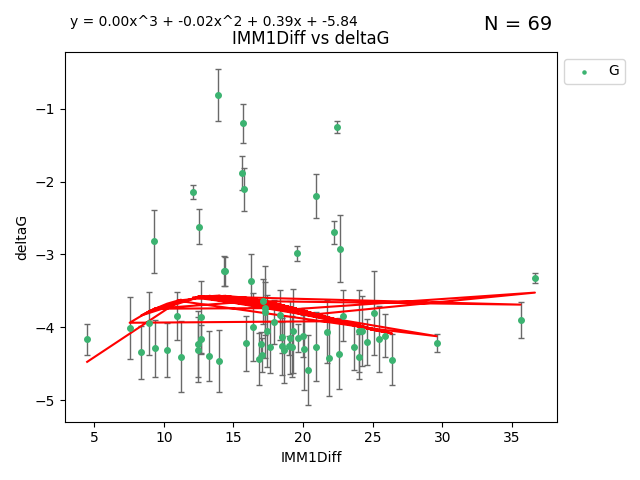 y = 0.00x^3 + -0.02x^2 + 0.39x + -5.84
N = 69
IMM1Diff vs deltaG
G
deltaG
−1
−2
−3
−4
−5
5 10 15 20 25 30 35
IMM1Diff